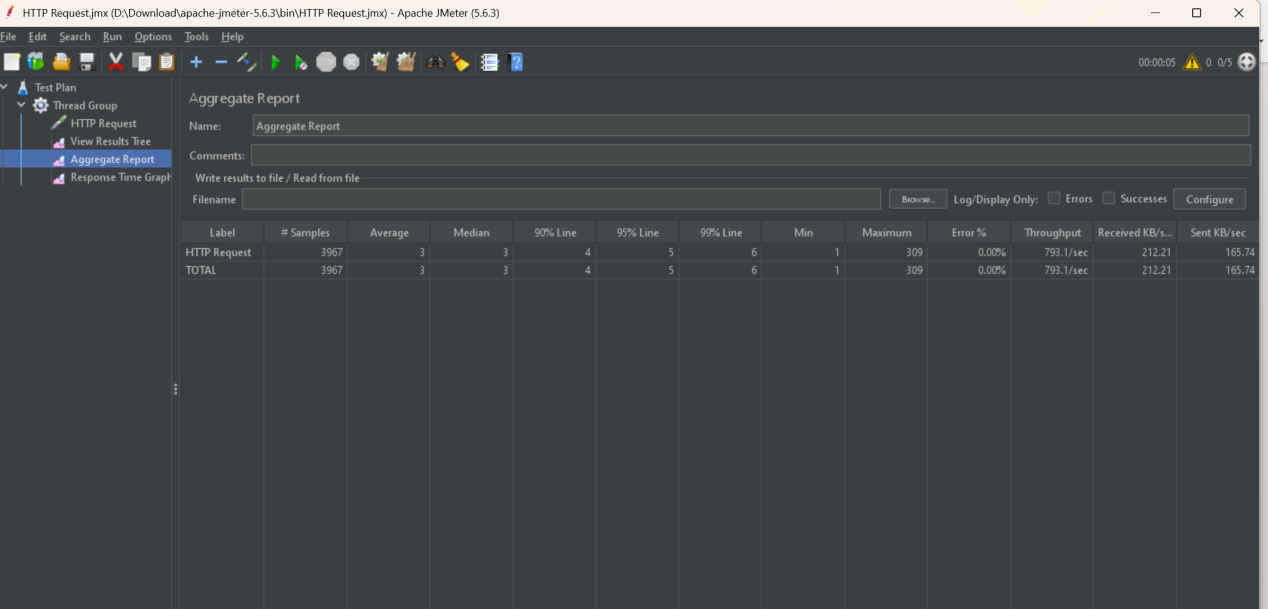 HTTP Request.jmx (D:\Download\apache-jmeter-5.6.3\bin\HTTP Request.jmx) - Apache JMeter (5.6.3)
File Edit Search Run Options Tools Help
00:00:05 0 0/5
Test Plan
Thread Group
HTTP Request
View Results Tree
Aggregate Report
Response Time Graph
Aggregate Report
Name: Aggregate Report
Comments:
Write results to file / Read from file
Filename Browse... Log/Display Only: Errors Successes Configure
Label # Samples Average Median 90% Line 95% Line 99% Line Min Maximum Error % Throughput Received KB/s... Sent KB/sec
HTTP Request 3967 3 3 4 5 6 1 309 0.00% 793.1/sec 212.21 165.74
TOTAL 3967 3 3 4 5 6 1 309 0.00% 793.1/sec 212.21 165.74